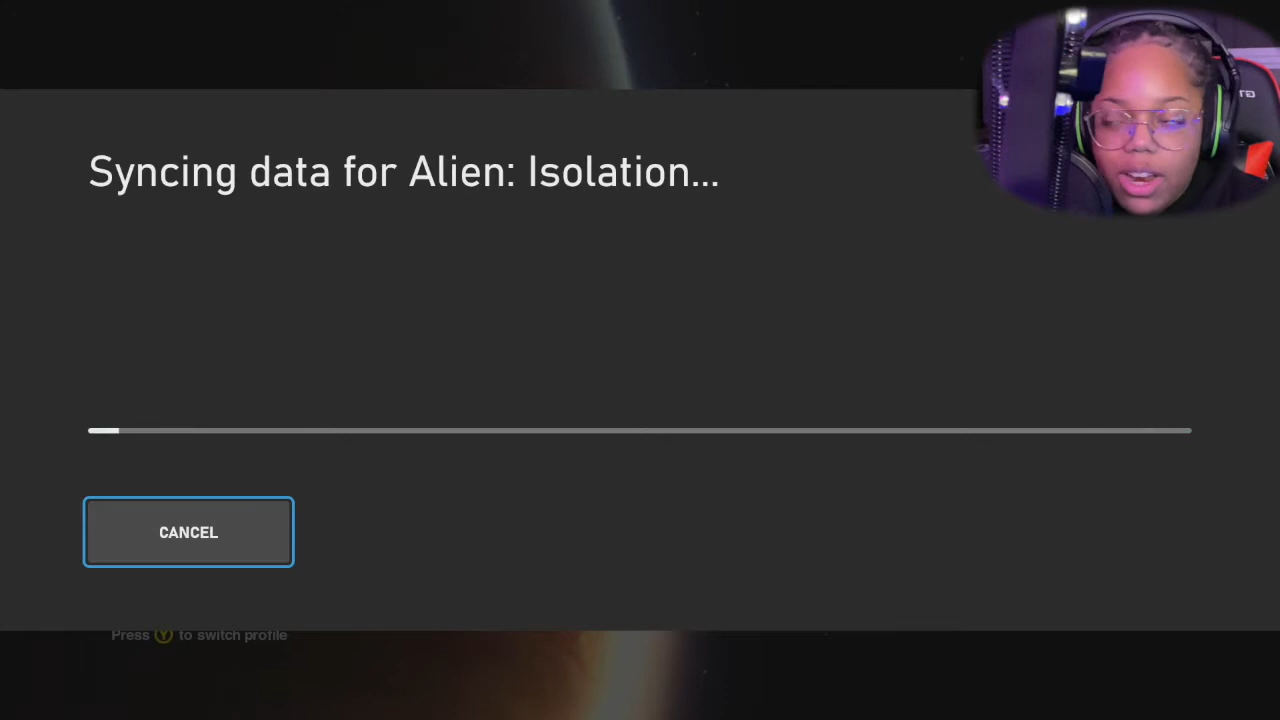 Syncing data for Alien: Isolation...
CANCEL
Press Y to switch profile